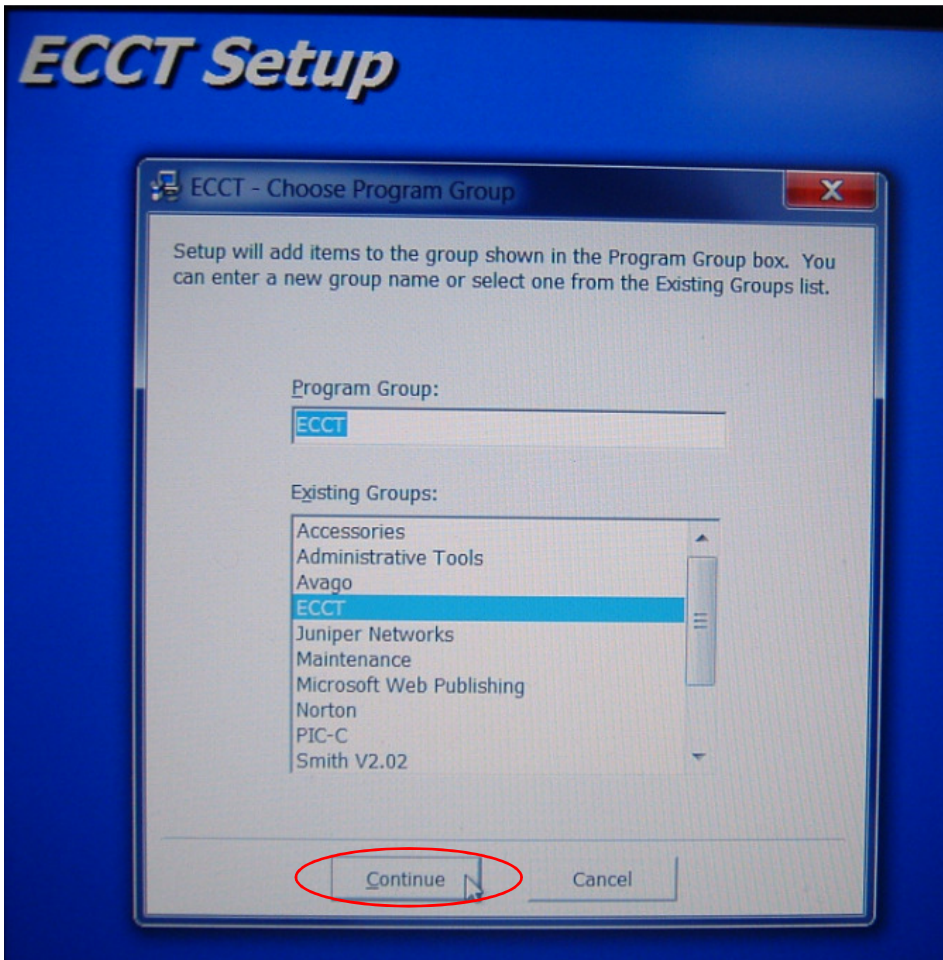 ECCT Setup
ECCT - Choose Program Group
Setup will add items to the group shown in the Program Group box. You
can enter a new group name or select one from the Existing Groups list.
Program Group:
ECCT
Existing Groups:
Accessories
Administrative Tools
Avago
ECCT
Juniper Networks
Maintenance
Microsoft Web Publishing
Norton
PIC-C
Smith V2.02
Continue
Cancel